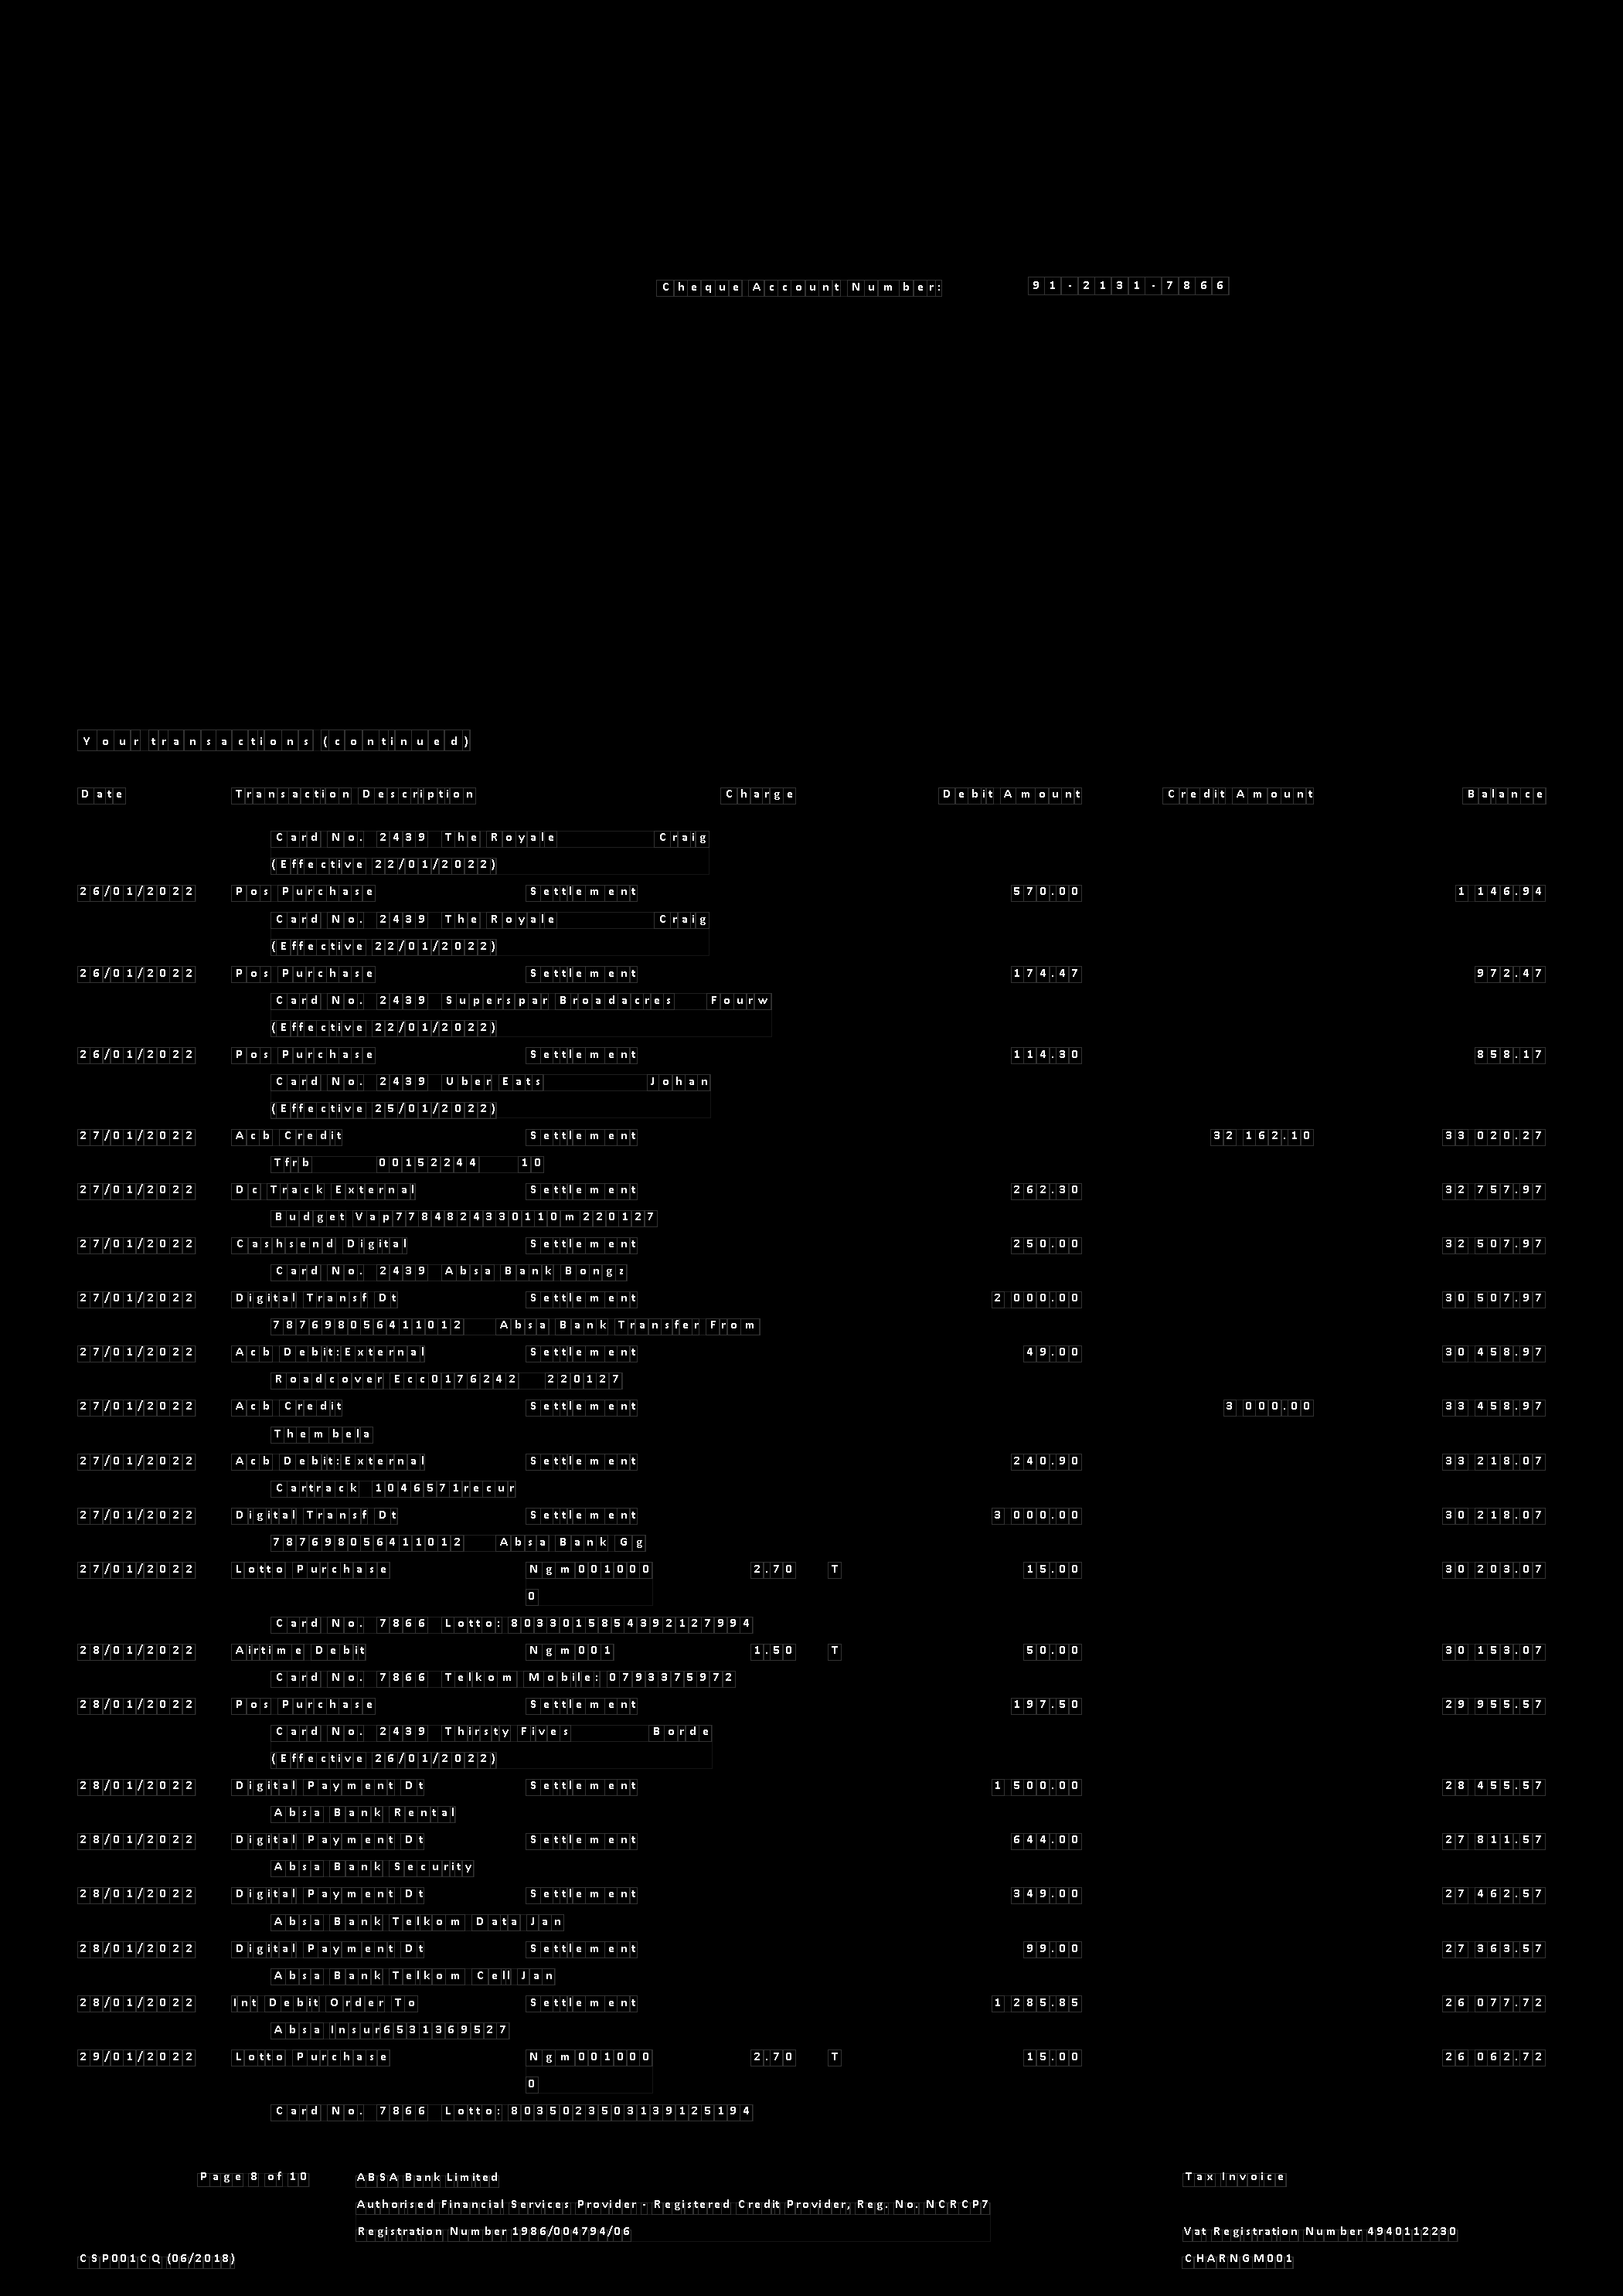 Cheque Account Number: 91-2131-7866
Your transactions (continued)
Date Transaction Description Charge Debit Amount Credit Amount Balance
Card No. 2439 The Royale Craig
(Effective 22/01/2022)
26/01/2022 Pos Purchase Settlement 570.00 1 146.94
Card No. 2439 The Royale Craig
(Effective 22/01/2022)
26/01/2022 Pos Purchase Settlement 174.47 972.47
Card No. 2439 Superspar Broadacres Fourw
(Effective 22/01/2022)
26/01/2022 Pos Purchase Settlement 114.30 858.17
Card No. 2439 Uber Eats Johan
(Effective 25/01/2022)
27/01/2022 Acb Credit Settlement 32 162.10 33 020.27
Tfrb 00152244 10
27/01/2022 Dc Track External Settlement 262.30 32 757.97
Budget Vap7784824330110m220127
27/01/2022 Cashsend Digital Settlement 250.00 32 507.97
Card No. 2439 Absa Bank Bongz
27/01/2022 Digital Transf Dt Settlement 2 000.00 30 507.97
7876980564110​12 Absa Bank Transfer From
27/01/2022 Acb Debit:External Settlement 49.00 30 458.97
Roadcover Ecc0176242 220127
27/01/2022 Acb Credit Settlement 3 000.00 33 458.97
Thembela
27/01/2022 Acb Debit:External Settlement 240.90 33 218.07
Cartrack 1046571recur
27/01/2022 Digital Transf Dt Settlement 3 000.00 30 218.07
787698056411012 Absa Bank Gg
27/01/2022 Lotto Purchase Ngm001000 2.70 T 15.00 30 203.07
0
Card No. 7866 Lotto: 80330158543921​27994
28/01/2022 Airtime Debit Ngm001 1.50 T 50.00 30 153.07
Card No. 7866 Telkom Mobile: 0793375972
28/01/2022 Pos Purchase Settlement 197.50 29 955.57
Card No. 2439 Thirsty Fives Borde
(Effective 26/01/2022)
28/01/2022 Digital Payment Dt Settlement 1 500.00 28 455.57
Absa Bank Rental
28/01/2022 Digital Payment Dt Settlement 644.00 27 811.57
Absa Bank Security
28/01/2022 Digital Payment Dt Settlement 349.00 27 462.57
Absa Bank Telkom Data Jan
28/01/2022 Digital Payment Dt Settlement 99.00 27 363.57
Absa Bank Telkom Cell Jan
28/01/2022 Int Debit Order To Settlement 1 285.85 26 077.72
Absa Insur6531369527
29/01/2022 Lotto Purchase Ngm001000 2.70 T 15.00 26 062.72
0
Card No. 7866 Lotto: 8035023503139125194
Page 8 of 10 ABSA Bank Limited Tax Invoice
Authorised Financial Services Provider - Registered Credit Provider, Reg. No. NCRCP7
Registration Number 1986/004794/06 Vat Registration Number 4940112230
CSP001CQ (06/2018) CHARNGM001